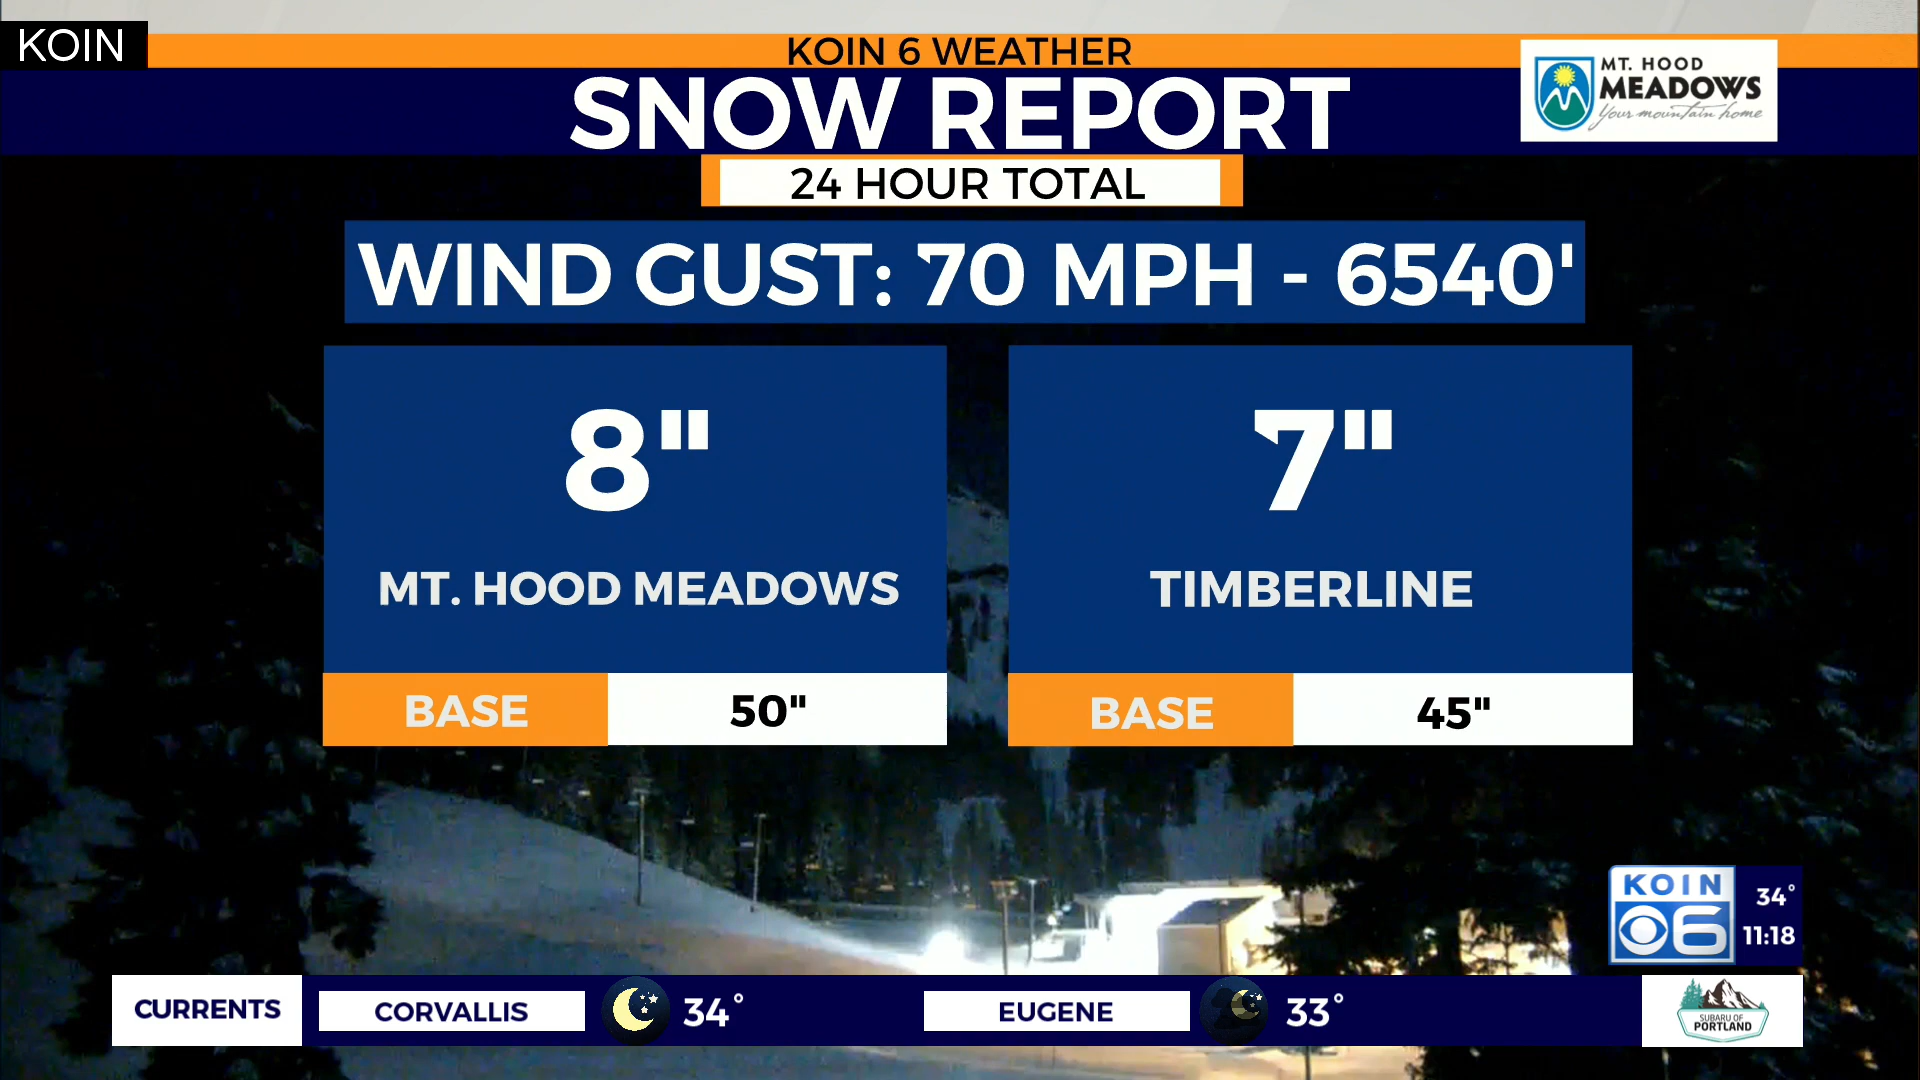 KOIN
KOIN 6 WEATHER
SNOW REPORT
MT. HOOD
MEADOWS
Your mountain home
24 HOUR TOTAL
WIND GUST: 70 MPH - 6540'
8"
MT. HOOD MEADOWS
BASE
50"
7"
TIMBERLINE
BASE
45"
KOIN
6
34°
11:18
CURRENTS
CORVALLIS
34°
EUGENE
33°
SUBARU OF
PORTLAND